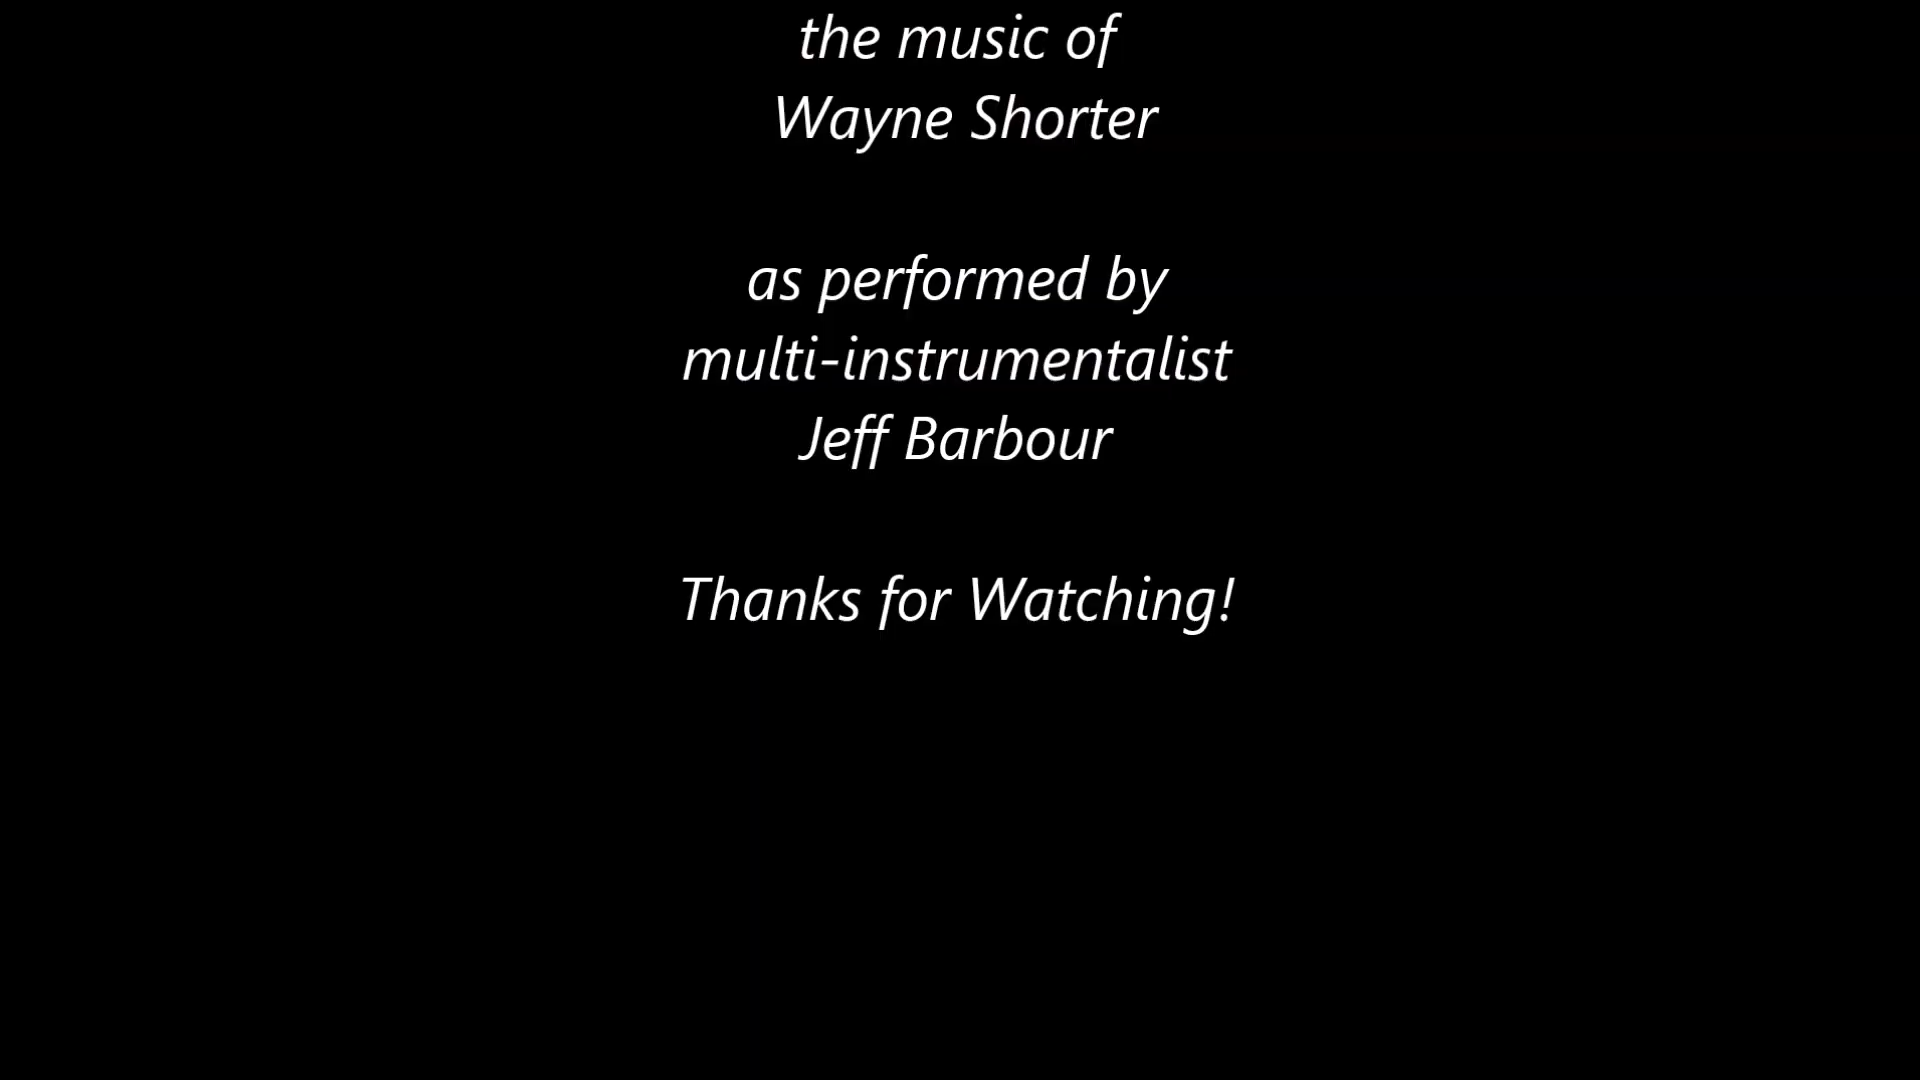 the music of
Wayne Shorter
as performed by
multi-instrumentalist
Jeff Barbour
Thanks for Watching!